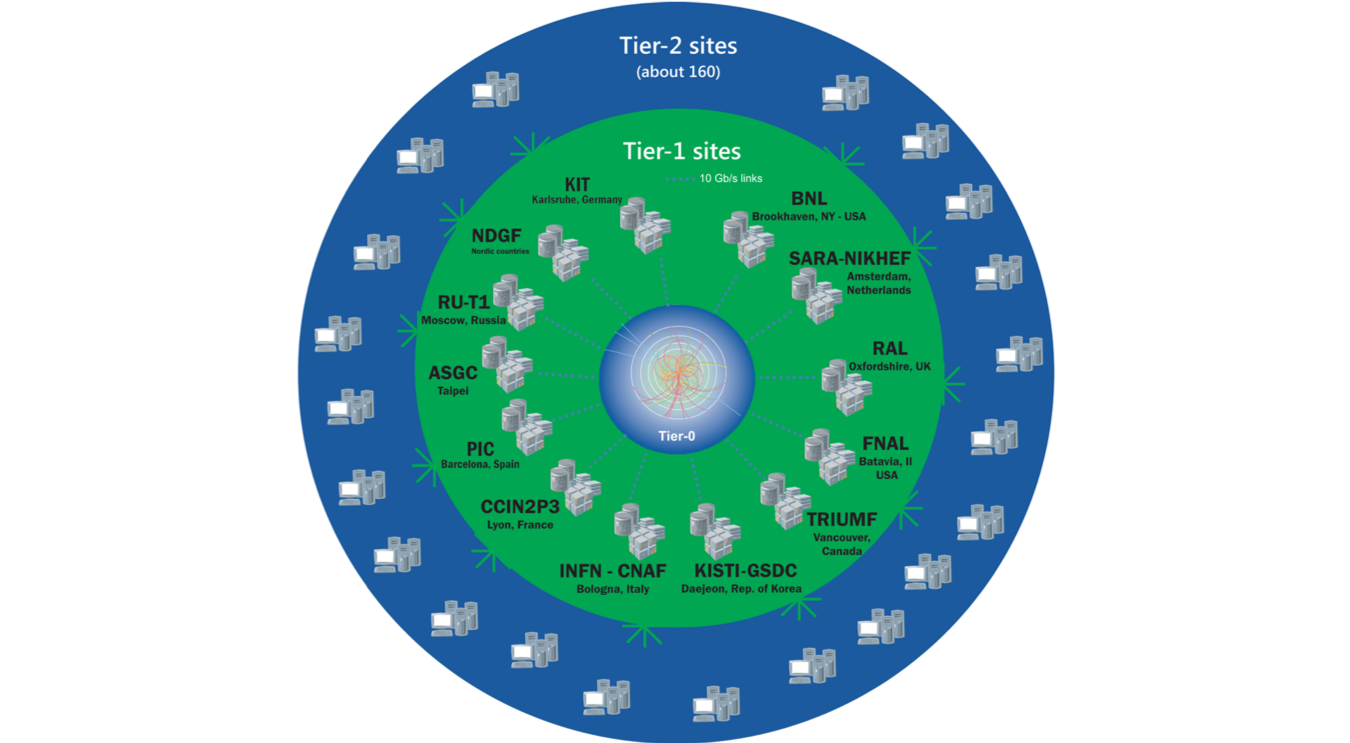 Tier-2 sites
(about 160)
Tier-1 sites
10 Gb/s links
KIT
Karlsruhe, Germany
BNL
Brookhaven, NY - USA
NDGF
Nordic countries
SARA-NIKHEF
Amsterdam,
Netherlands
RU-T1
Moscow, Russia
RAL
Oxfordshire, UK
ASGC
Taipei
Tier-0
FNAL
Batavia, Il
USA
PIC
Barcelona, Spain
CCIN2P3
Lyon, France
TRIUMF
Vancouver,
Canada
INFN - CNAF
Bologna, Italy
KISTI-GSDC
Daejeon, Rep. of Korea